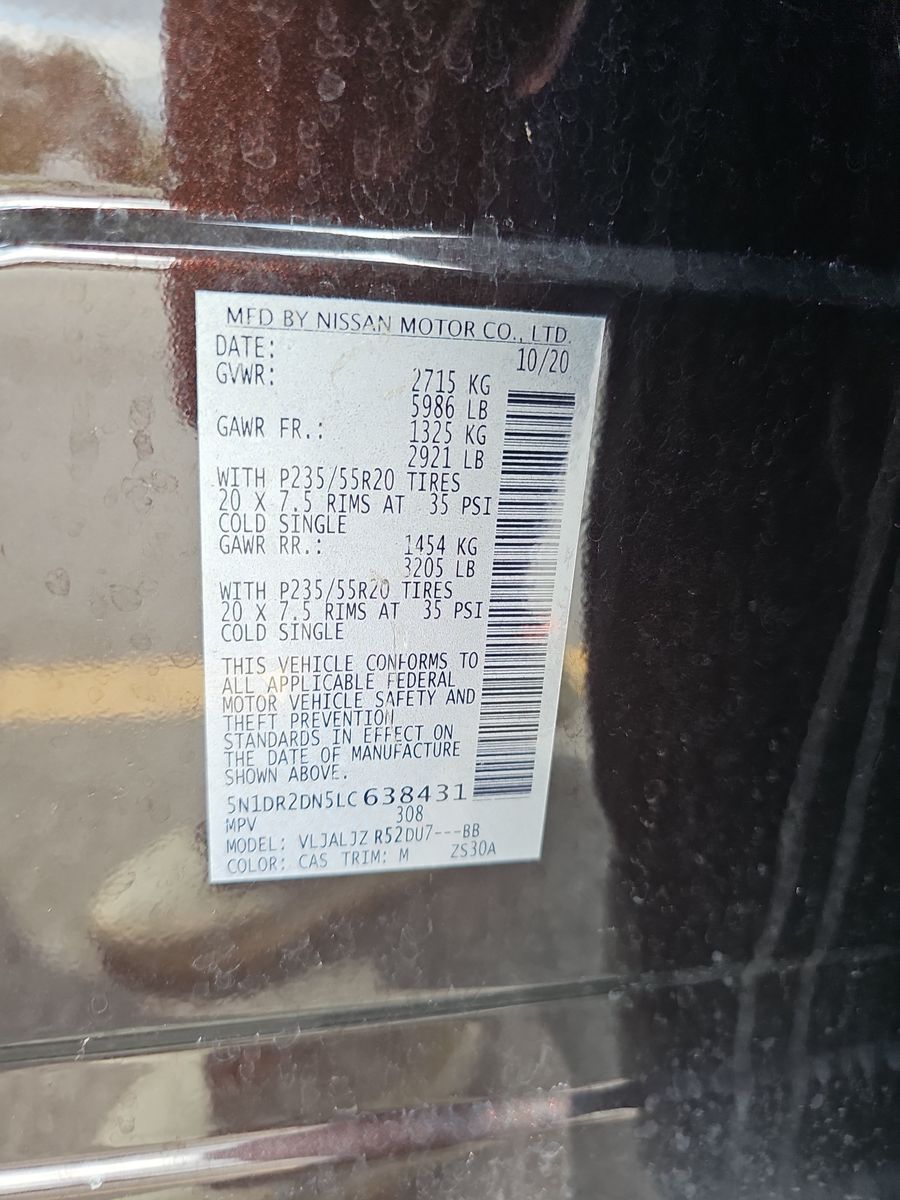 MFD BY NISSAN MOTOR CO., LTD.
DATE: 10/20
GVWR: 2715 KG
5986 LB
GAWR FR.: 1325 KG
2921 LB
WITH P235/55R20 TIRES
20 X 7.5 RIMS AT 35 PSI
COLD SINGLE
GAWR RR.: 1454 KG
3205 LB
WITH P235/55R20 TIRES
20 X 7.5 RIMS AT 35 PSI
COLD SINGLE
THIS VEHICLE CONFORMS TO
ALL APPLICABLE FEDERAL
MOTOR VEHICLE SAFETY AND
THEFT PREVENTION
STANDARDS IN EFFECT ON
THE DATE OF MANUFACTURE
SHOWN ABOVE.
5N1DR2DN5LC638431
MPV 308
MODEL: VLJALJZ R52DU7---BB
COLOR: CAS TRIM: M ZS30A